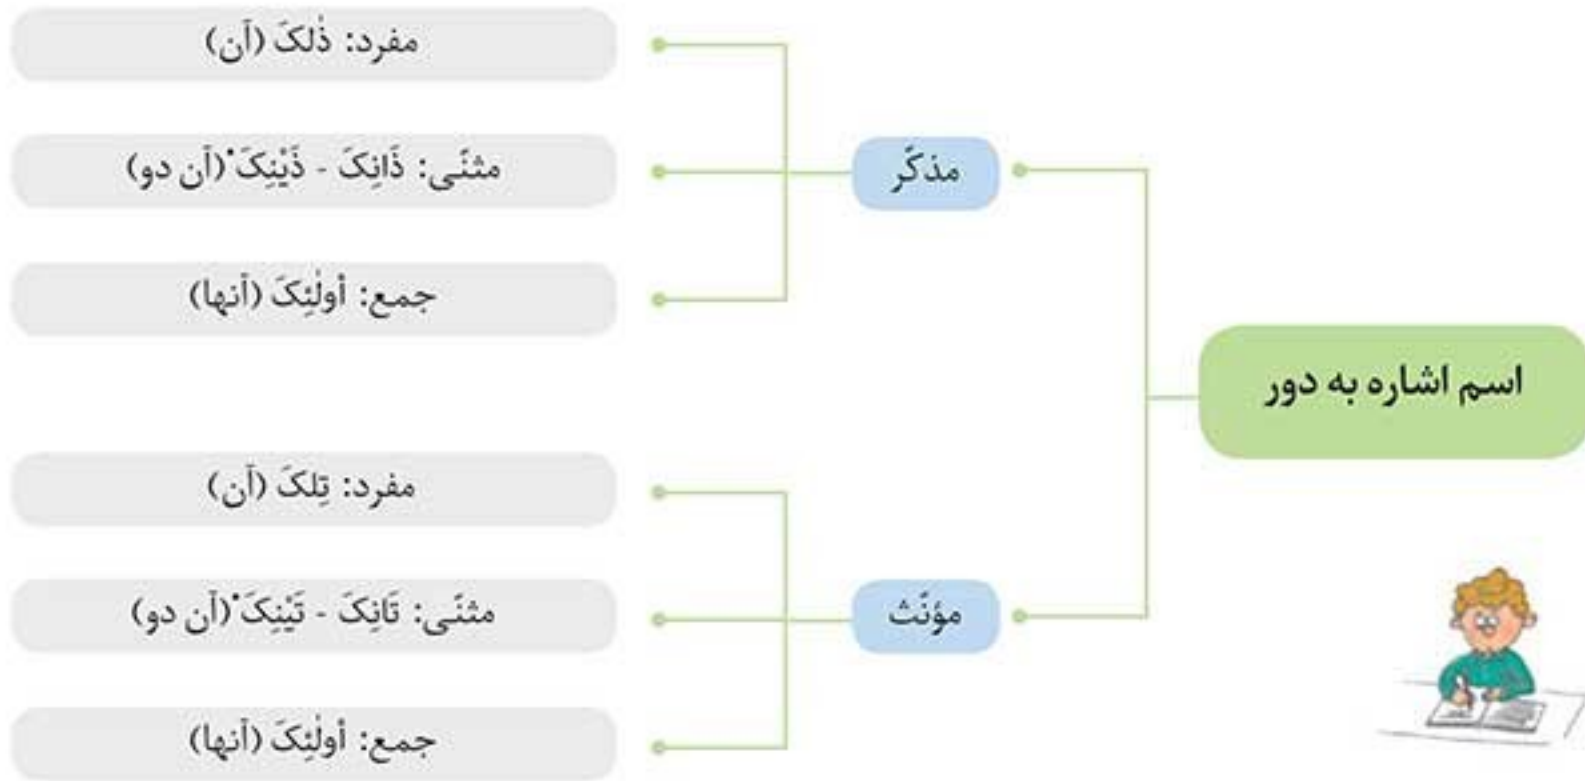 اسم اشاره به دور
مذکّر
مفرد: ذٰلکَ (آن)
مثنّی: ذَانِکَ - ذَیْنِکَ* (آن دو)
جمع: أولٰئِکَ (آنها)
مؤنّث
مفرد: تِلکَ (آن)
مثنّی: تَانِکَ - تَیْنِکَ* (آن دو)
جمع: أولٰئِکَ (آنها)